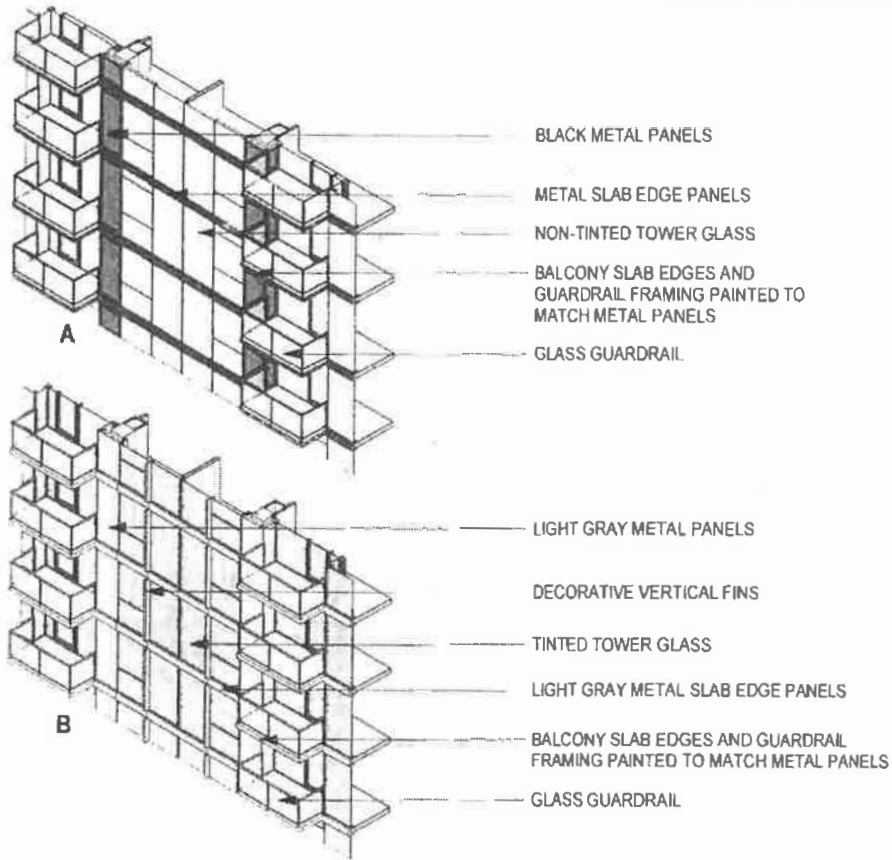 BLACK METAL PANELS
METAL SLAB EDGE PANELS
NON-TINTED TOWER GLASS
BALCONY SLAB EDGES AND
GUARDRAIL FRAMING PAINTED TO
MATCH METAL PANELS
GLASS GUARDRAIL
A
LIGHT GRAY METAL PANELS
DECORATIVE VERTICAL FINS
TINTED TOWER GLASS
LIGHT GRAY METAL SLAB EDGE PANELS
BALCONY SLAB EDGES AND GUARDRAIL
FRAMING PAINTED TO MATCH METAL PANELS
GLASS GUARDRAIL
B